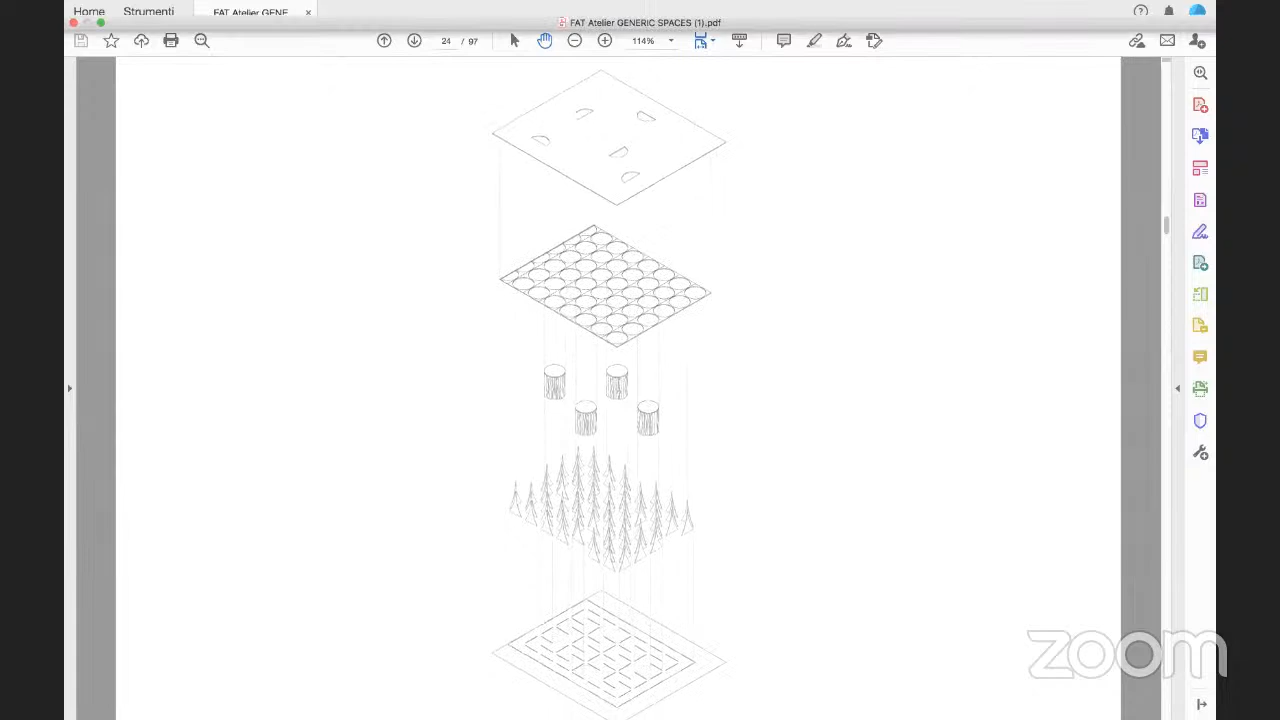 Home Strumenti FAT Atelier GENE... ×
FAT Atelier GENERIC SPACES (1).pdf
24 / 97 114%
zoom